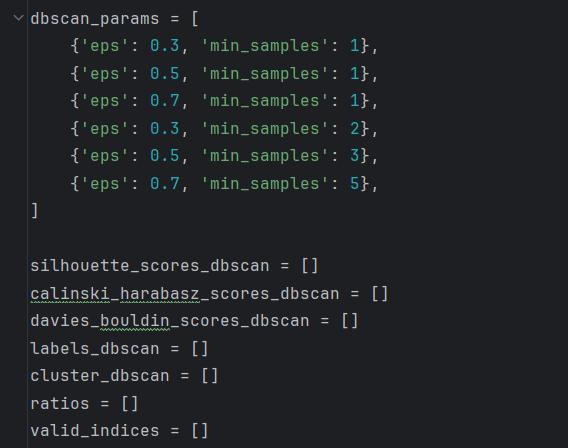 dbscan_params = [
    {'eps': 0.3, 'min_samples': 1},
    {'eps': 0.5, 'min_samples': 1},
    {'eps': 0.7, 'min_samples': 1},
    {'eps': 0.3, 'min_samples': 2},
    {'eps': 0.5, 'min_samples': 3},
    {'eps': 0.7, 'min_samples': 5},
]
silhouette_scores_dbscan = []
calinski_harabasz_scores_dbscan = []
davies_bouldin_scores_dbscan = []
labels_dbscan = []
cluster_dbscan = []
ratios = []
valid_indices = []